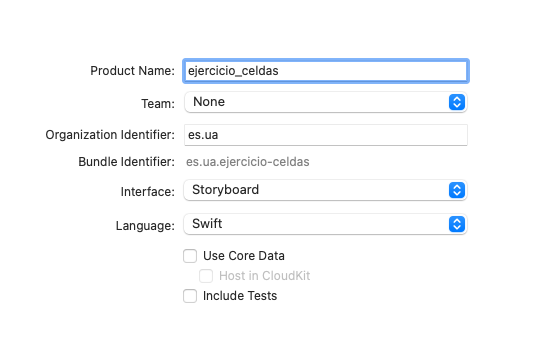 Product Name: ejercicio_celdas
Team: None
Organization Identifier: es.ua
Bundle Identifier: es.ua.ejercicio-celdas
Interface: Storyboard
Language: Swift
Use Core Data
Host in CloudKit
Include Tests